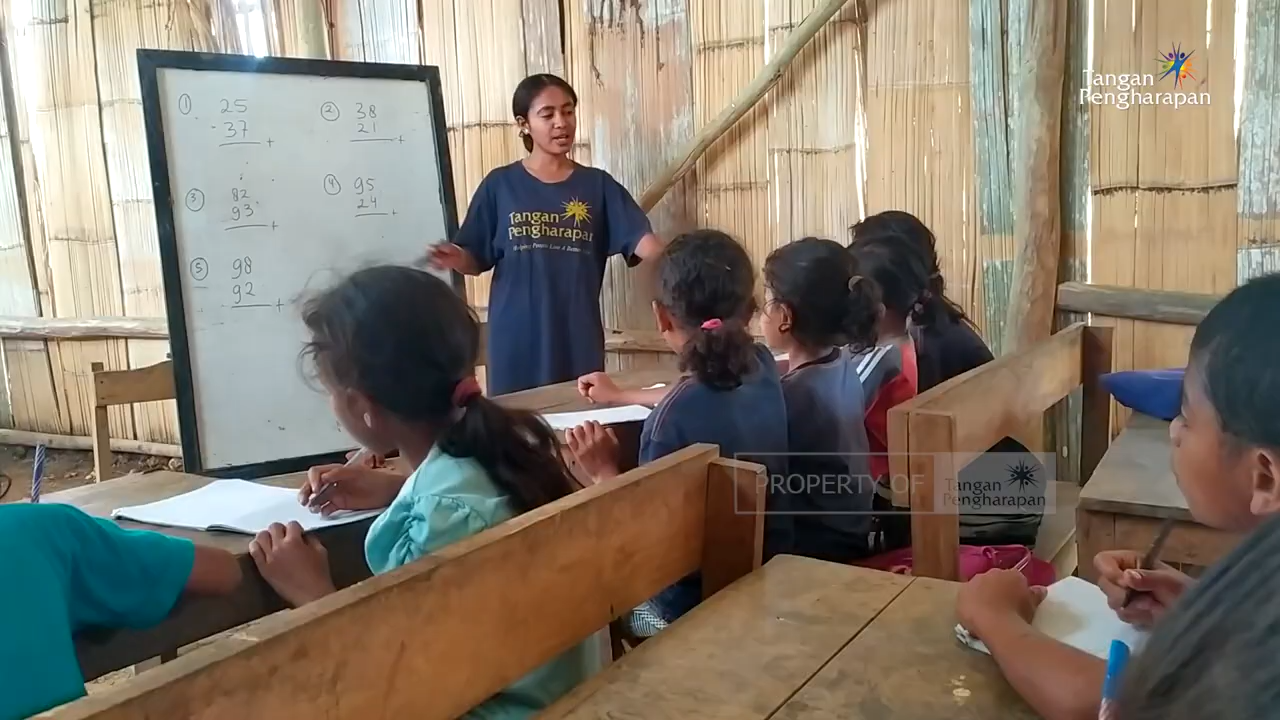 Tangan
Pengharapan
① 25
37
+
② 38
21
+
③ 82
93
+
④ 95
24
+
⑤ 98
92
+
Tangan
Pengharapan
PROPERTY OF
Tangan
Pengharapan